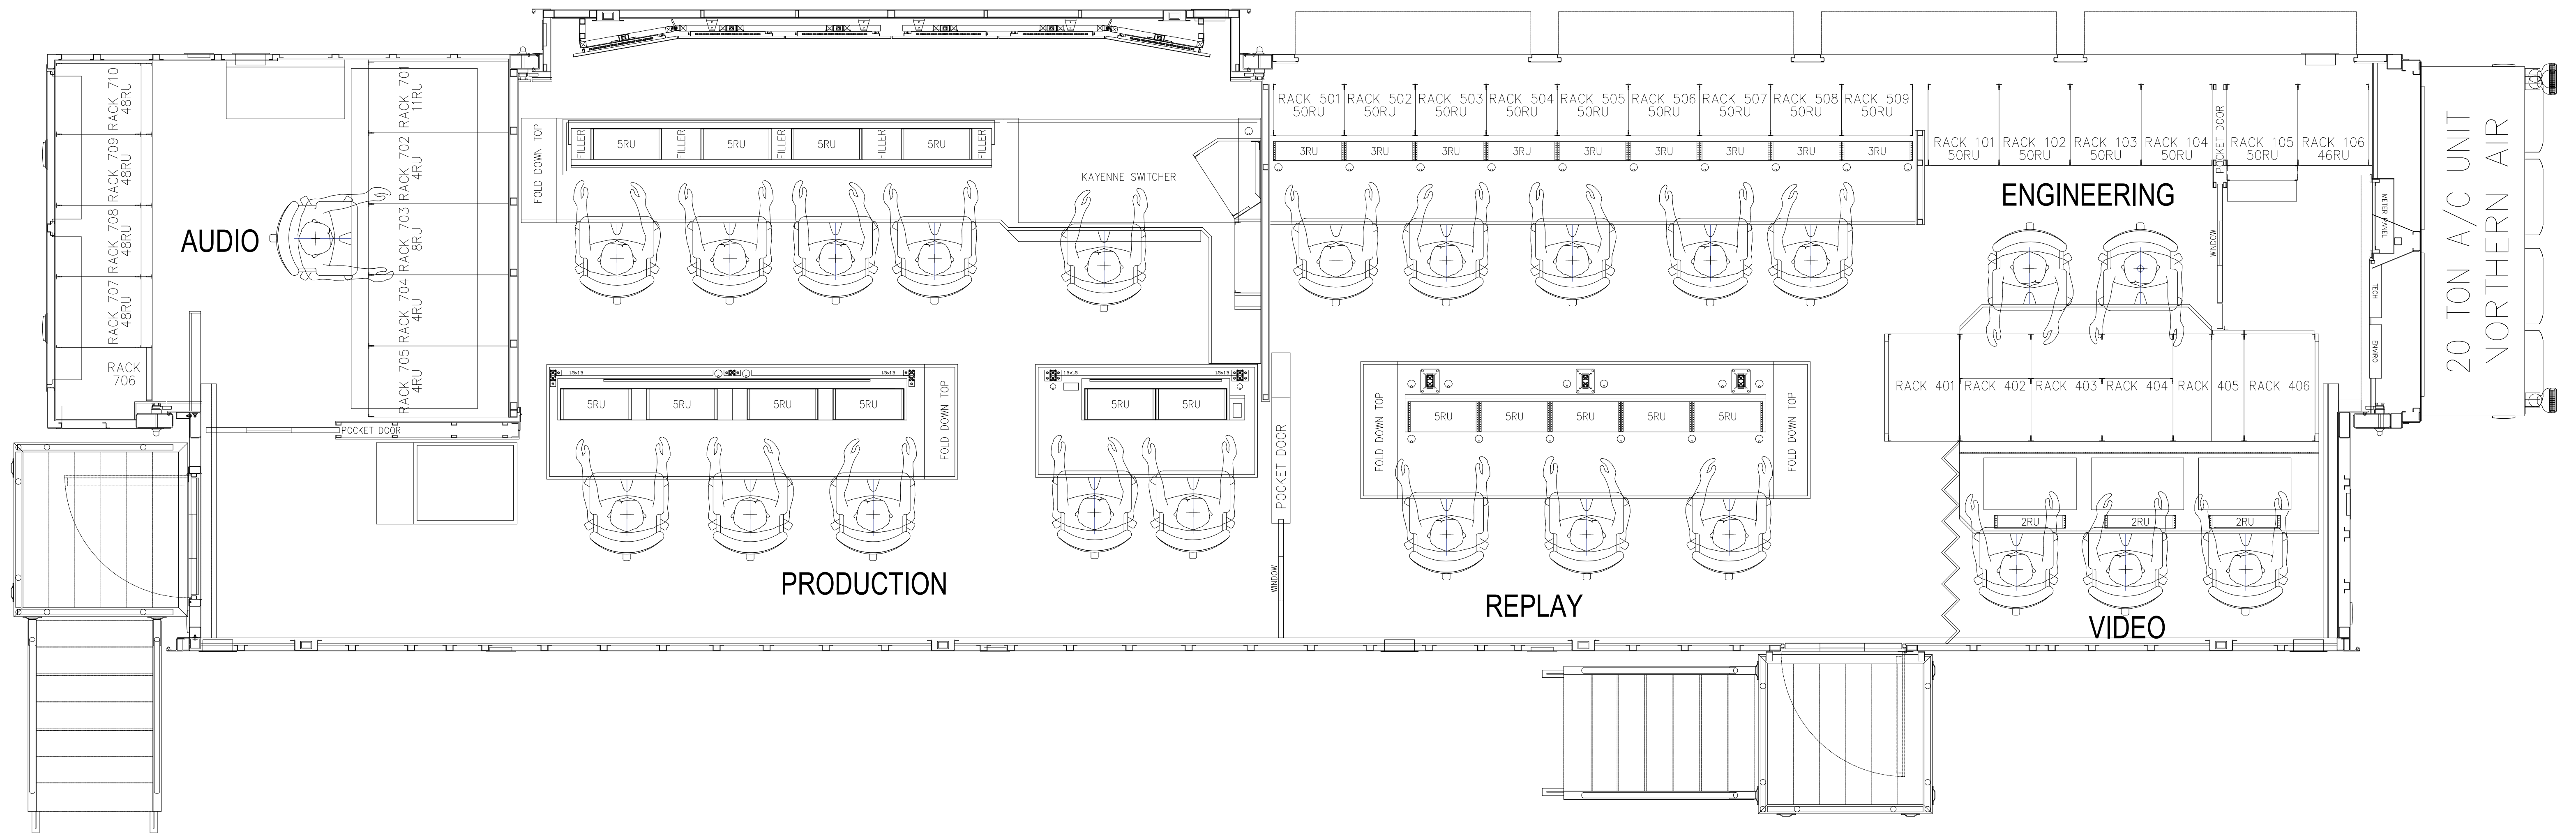 RACK 710
48RU
RACK 709
48RU
RACK 708
48RU
RACK 707
48RU
RACK
706
AUDIO
RACK 701
11RU
RACK 702
4RU
RACK 703
8RU
RACK 704
4RU
RACK 705
4RU
POCKET DOOR
FOLD DOWN TOP
FILLER
5RU
FILLER
5RU
FILLER
5RU
FILLER
5RU
FILLER
KAYENNE SWITCHER
15x15
15x15
5RU
5RU
5RU
5RU
FOLD DOWN TOP
15x15
15x15
5RU
5RU
PRODUCTION
POCKET DOOR
WINDOW
RACK 501
50RU
RACK 502
50RU
RACK 503
50RU
RACK 504
50RU
RACK 505
50RU
RACK 506
50RU
RACK 507
50RU
RACK 508
50RU
RACK 509
50RU
3RU
3RU
3RU
3RU
3RU
3RU
3RU
3RU
3RU
FOLD DOWN TOP
5RU
5RU
5RU
5RU
5RU
FOLD DOWN TOP
REPLAY
RACK 101
50RU
RACK 102
50RU
RACK 103
50RU
RACK 104
50RU
POCKET DOOR
RACK 105
50RU
RACK 106
46RU
ENGINEERING
WINDOW
METER PANEL
TECH
ENVIRO
RACK 401
RACK 402
RACK 403
RACK 404
RACK 405
RACK 406
2RU
2RU
2RU
VIDEO
20 TON A/C UNIT
NORTHERN AIR